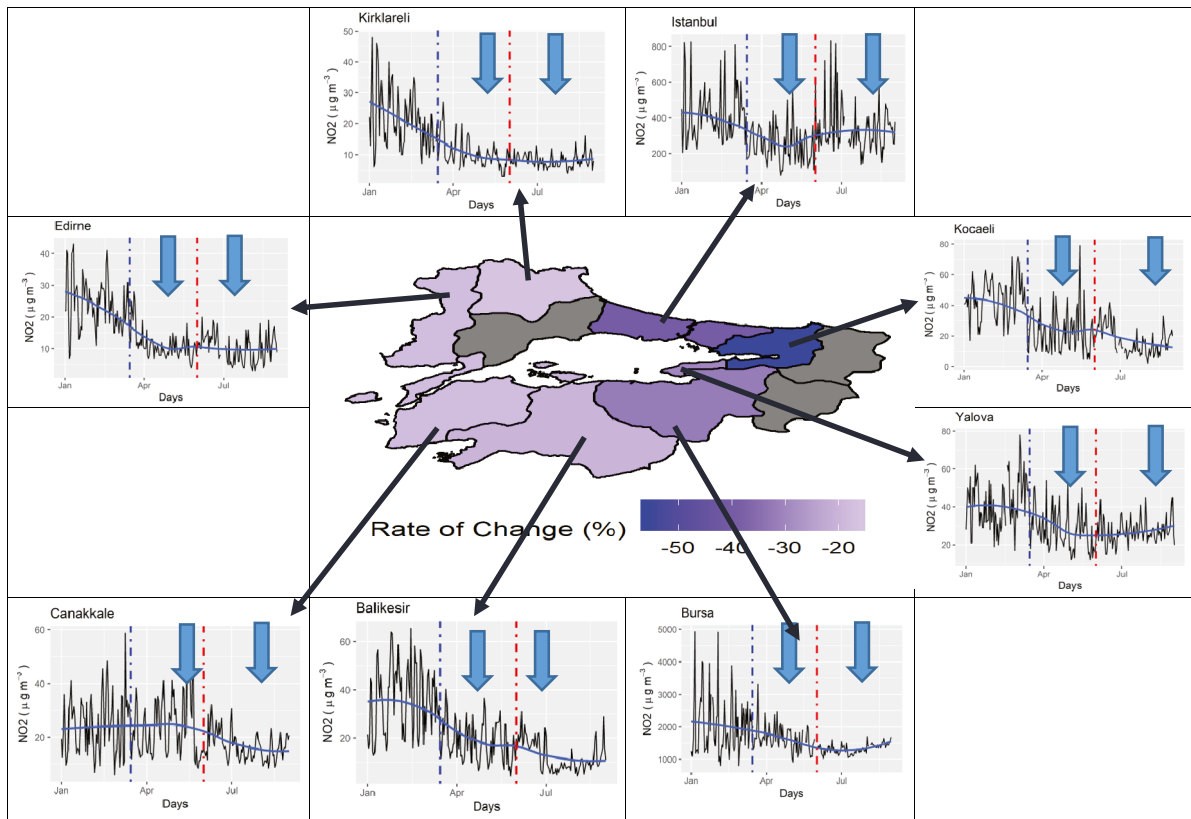 Kirklareli
50
40
30
20
10
NO2 ( μ g m⁻³ )
Jan Apr Jul
Days
Istanbul
800
600
400
200
NO2 ( μ g m⁻³ )
Jan Apr Jul
Days
Edirne
40
30
20
10
NO2 ( μ g m⁻³ )
Jan Apr Jul
Days
Kocaeli
80
60
40
20
0
NO2 ( μ g m⁻³ )
Jan Apr Jul
Days
Yalova
80
60
40
20
NO2 ( μ g m⁻³ )
Jan Apr Jul
Days
Rate of Change (%)
-50 -40 -30 -20
Canakkale
60
40
20
NO2 ( μ g m⁻³ )
Jan Apr Jul
Days
Balikesir
60
40
20
NO2 ( μ g m⁻³ )
Jan Apr Jul
Days
Bursa
5000
4000
3000
2000
1000
NO2 ( μ g m⁻³ )
Jan Apr Jul
Days